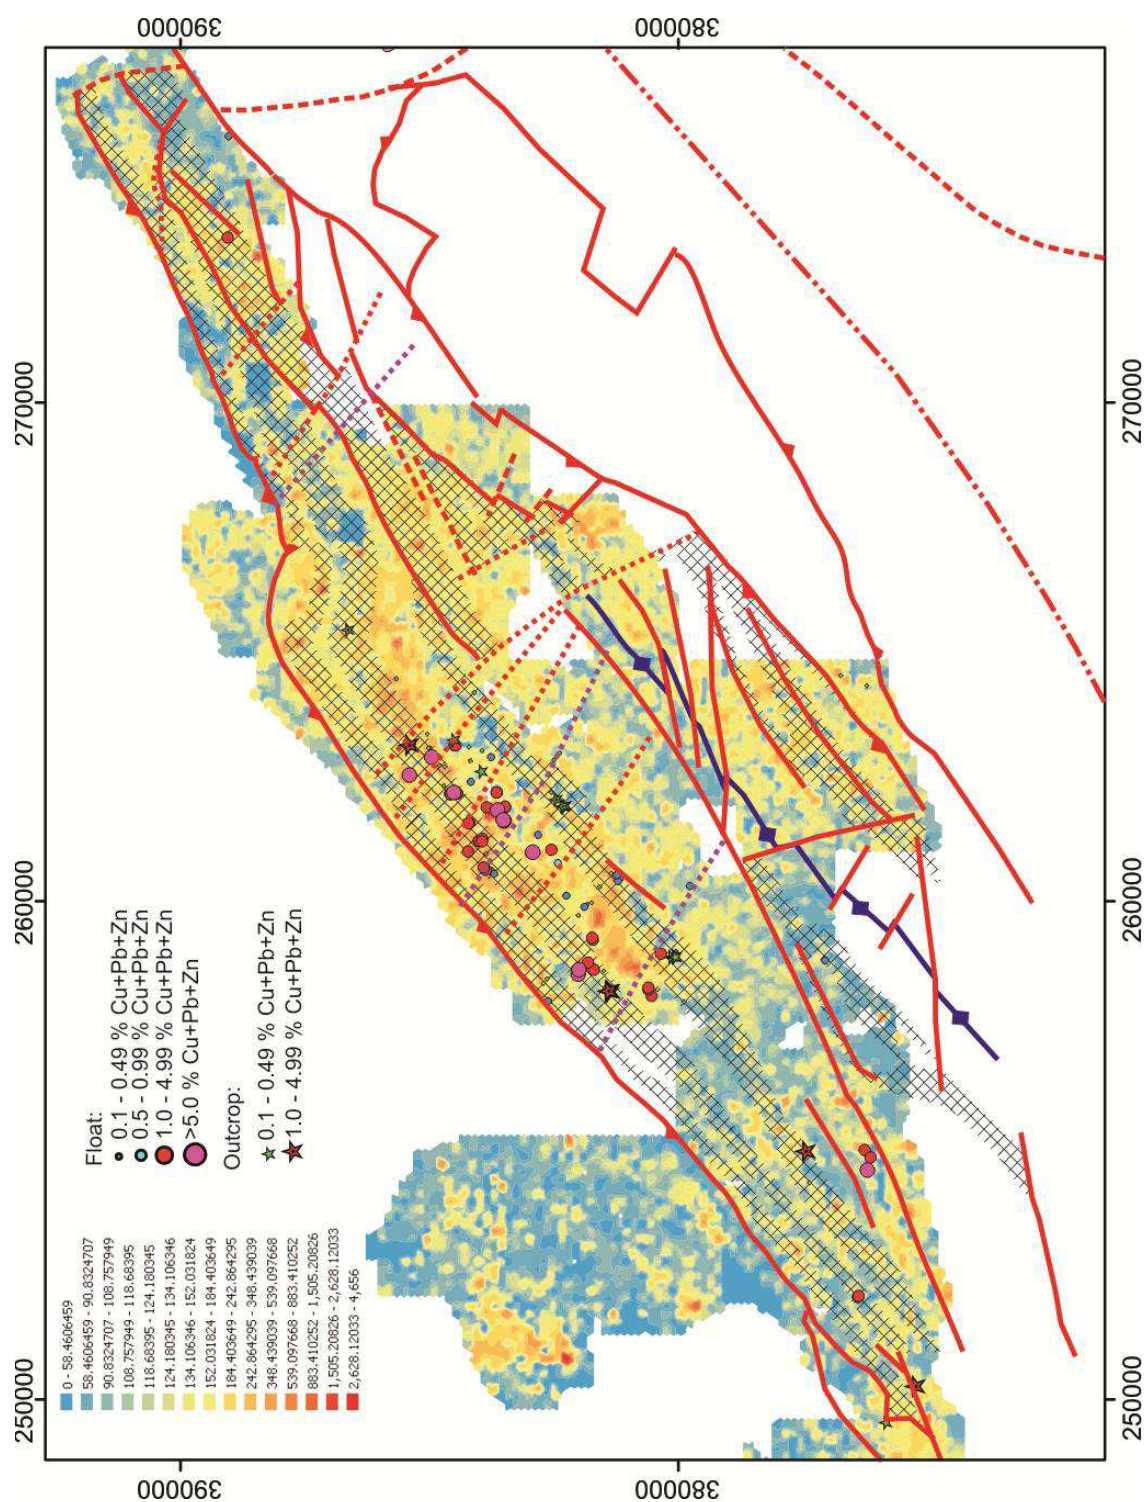 390000
380000
270000
260000
250000
270000
260000
250000
390000
380000
0 - 58.4606459
58.4606459 - 90.8324707
90.8324707 - 108.757949
108.757949 - 118.68395
118.68395 - 124.180345
124.180345 - 134.106346
134.106346 - 152.031824
152.031824 - 184.403649
184.403649 - 242.864295
242.864295 - 348.439039
348.439039 - 539.097668
539.097668 - 883.410252
883.410252 - 1,505.20826
1,505.20826 - 2,628.12033
2,628.12033 - 4,656
Float:
0.1 - 0.49 % Cu+Pb+Zn
0.5 - 0.99 % Cu+Pb+Zn
1.0 - 4.99 % Cu+Pb+Zn
>5.0 % Cu+Pb+Zn
Outcrop:
0.1 - 0.49 % Cu+Pb+Zn
1.0 - 4.99 % Cu+Pb+Zn